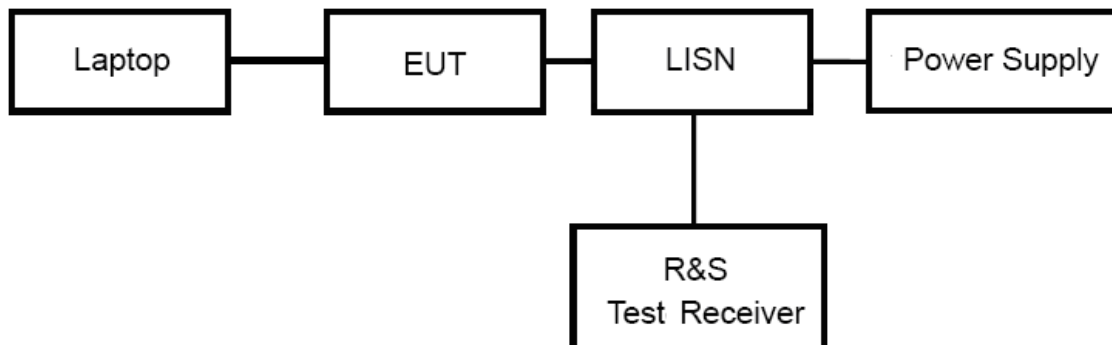 Laptop
EUT
LISN
Power Supply
R&S
Test Receiver